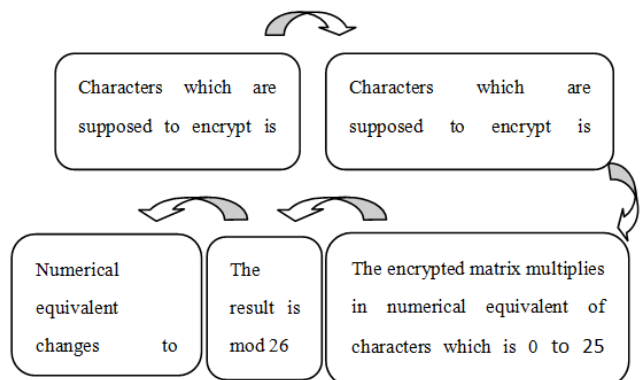 Characters which are
supposed to encrypt is
Characters which are
supposed to encrypt is
The encrypted matrix multiplies
in numerical equivalent of
characters which is 0 to 25
The
result is
mod 26
Numerical
equivalent
changes to